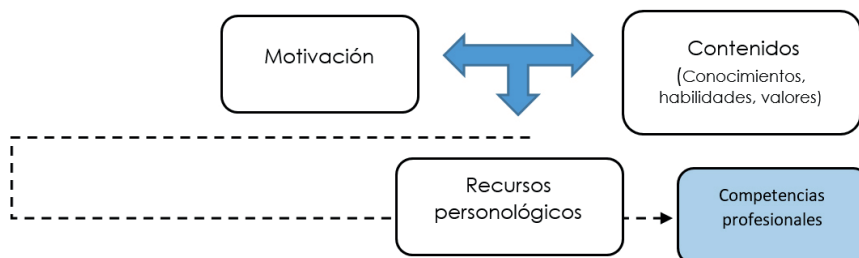 Motivación
Contenidos
(Conocimientos,
habilidades, valores)
Recursos
personológicos
Competencias
profesionales